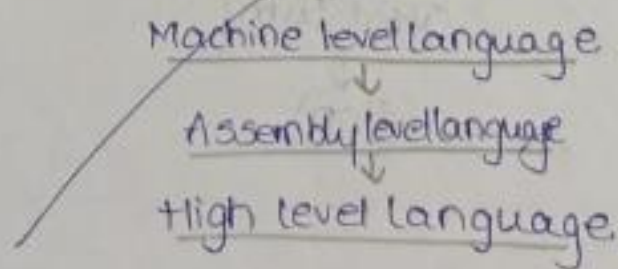 Machine level language
↓
Assembly level language
↓
High level language.